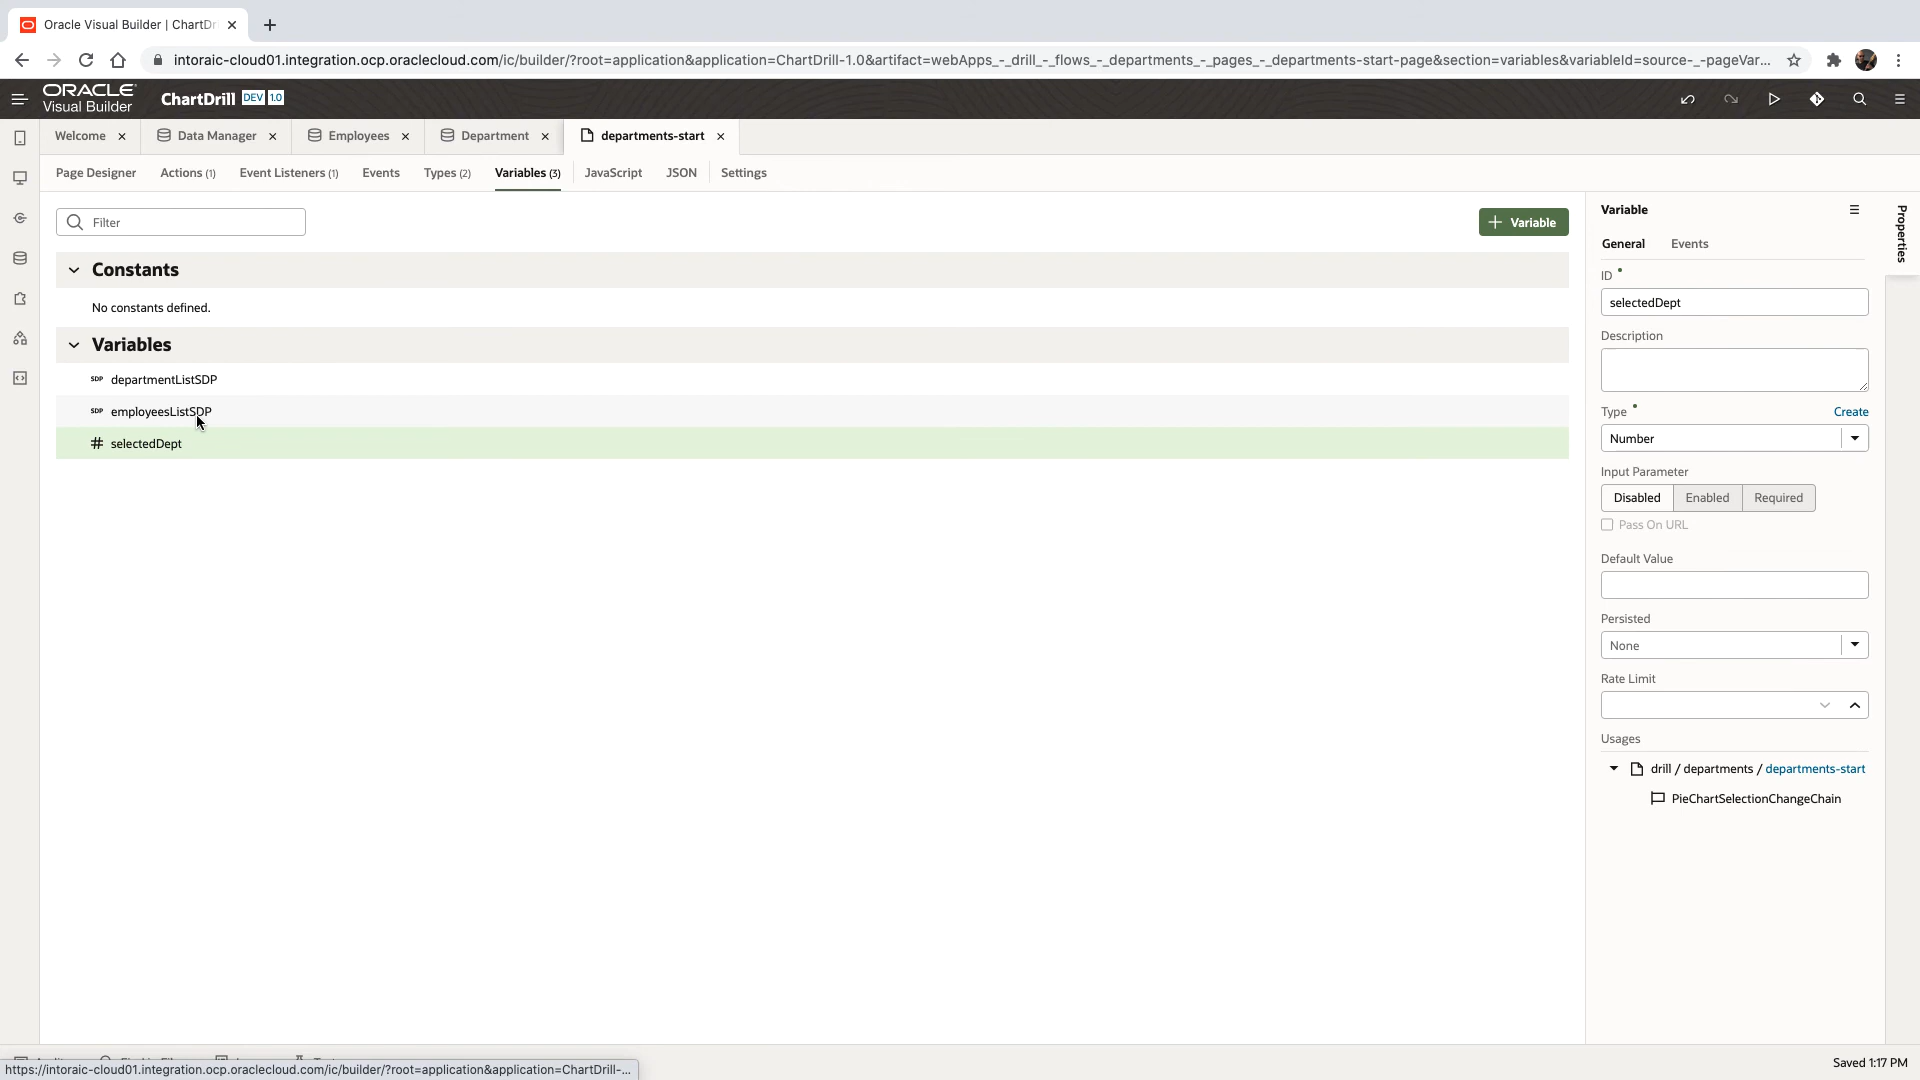 Oracle Visual Builder | ChartDr
intoraic-cloud01.integration.ocp.oraclecloud.com/ic/builder/?root=application&application=ChartDrill-1.0&artifact=webApps_-_drill_-_flows_-_departments_-_pages_-_departments-start-page&section=variables&variableId=source-_-pageVar...
ORACLE
Visual Builder
ChartDrill DEV 1.0
Welcome
Data Manager
Employees
Department
departments-start
Page Designer
Actions (1)
Event Listeners (1)
Events
Types (2)
Variables (3)
JavaScript
JSON
Settings
Filter
Variable
Constants
No constants defined.
Variables
SDP departmentListSDP
SDP employeesListSDP
# selectedDept
Variable
Properties
General
Events
ID
selectedDept
Description
Type
Create
Number
Input Parameter
Disabled
Enabled
Required
Pass On URL
Default Value
Persisted
None
Rate Limit
Usages
drill / departments / departments-start
PieChartSelectionChangeChain
https://intoraic-cloud01.integration.ocp.oraclecloud.com/ic/builder/?root=application&application=ChartDrill-...
Saved 1:17 PM